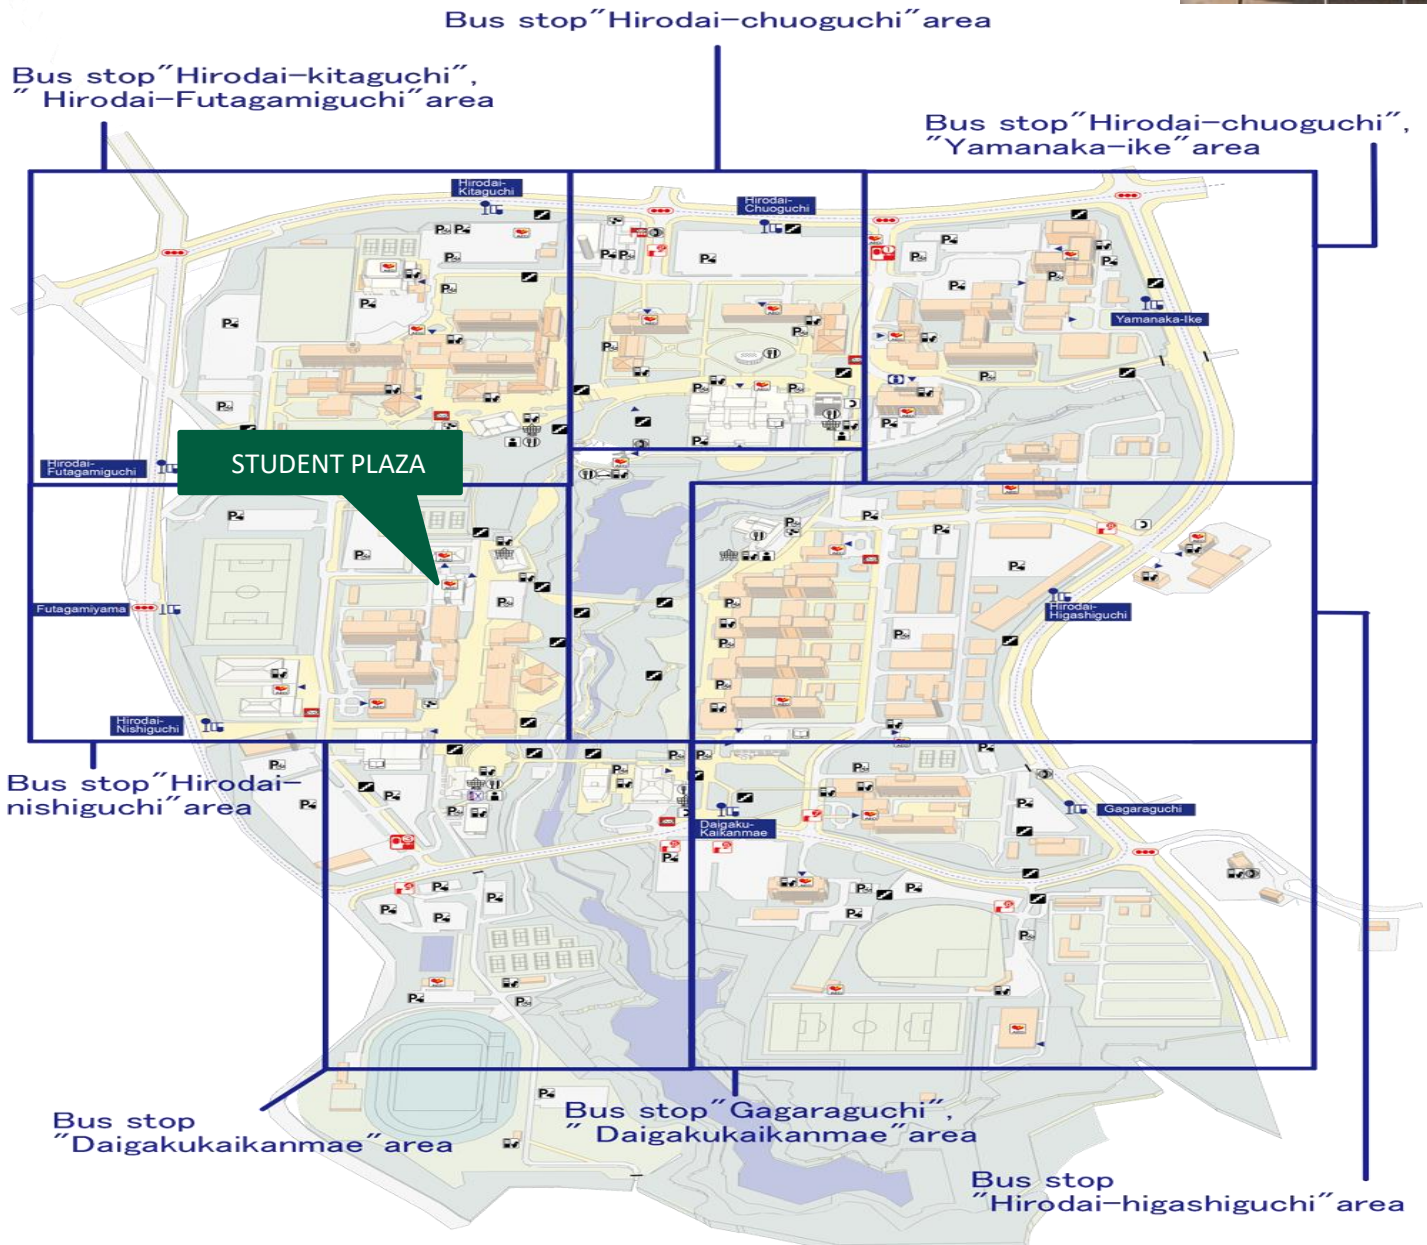 Bus stop"Hirodai-chuoguchi"area
Bus stop"Hirodai-kitaguchi",
" Hirodai-Futagamiguchi"area
Bus stop"Hirodai-chuoguchi",
"Yamanaka-ike"area
Hirodai-
Kitaguchi
Hirodai-
Chuoguchi
Yamanaka-Ike
STUDENT PLAZA
Hirodai-
Futagamiguchi
Futagamiyama
Hirodai-
Higashiguchi
Hirodai-
Nishiguchi
Bus stop"Hirodai-
nishiguchi"area
Daigaku-
Kaikanmae
Gagaraguchi
Bus stop
"Daigakukaikanmae"area
Bus stop"Gagaraguchi",
" Daigakukaikanmae"area
Bus stop
"Hirodai-higashiguchi"area